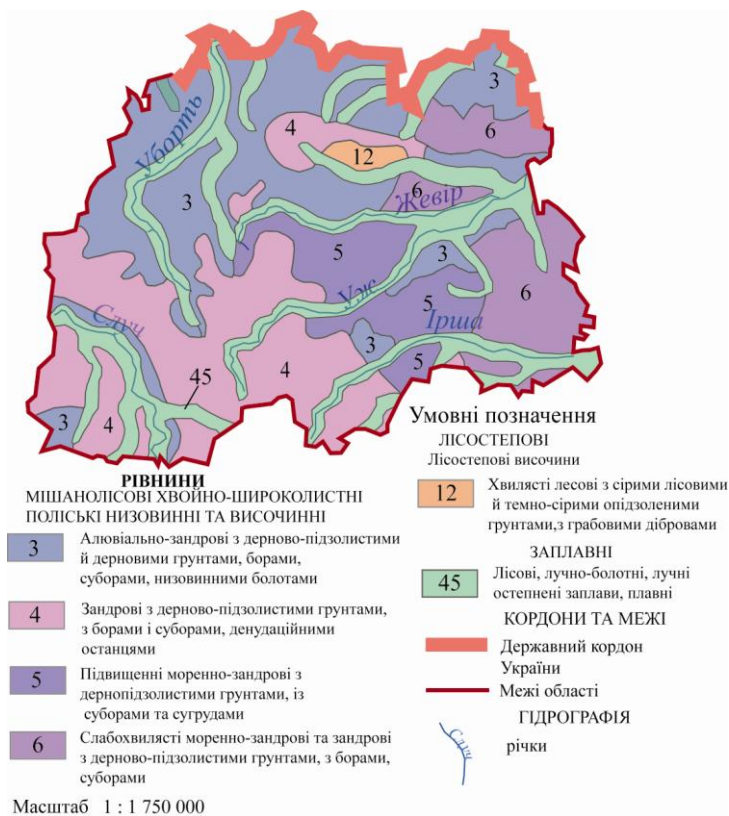 3
6
4
12
Уборть
3
6
Жевір
5
3
Уж
5
6
Ірша
Случ
3
5
45
4
3
4
Умовні позначення
ЛІСОСТЕПОВІ
Лісостепові височини
12
Хвилясті лесові з сірими лісовими
й темно-сірими опідзоленими
грунтами,з грабовими дібровами
ЗАПЛАВНІ
45
Лісові, лучно-болотні, лучні
остепнені заплави, плавні
КОРДОНИ ТА МЕЖІ
Державний кордон
України
Межі області
ГІДРОГРАФІЯ
Случ
річки
РІВНИНИ
МІШАНОЛІСОВІ ХВОЙНО-ШИРОКОЛИСТНІ
ПОЛІСЬКІ НИЗОВИННІ ТА ВИСОЧИННІ
3
Алювіально-зандрові з дерново-підзолистими
й дерновими грунтами, борами,
суборами, низовинними болотами
4
Зандрові з дерново-підзолистими грунтами,
з борами і суборами, денудаційними
останцями
5
Підвищенні моренно-зандрові з
дернопідзолистими грунтами, із
суборами та сугрудами
6
Слабохвилясті моренно-зандрові та зандрові
з дерново-підзолистими грунтами, з борами,
суборами
Масштаб 1 : 1 750 000